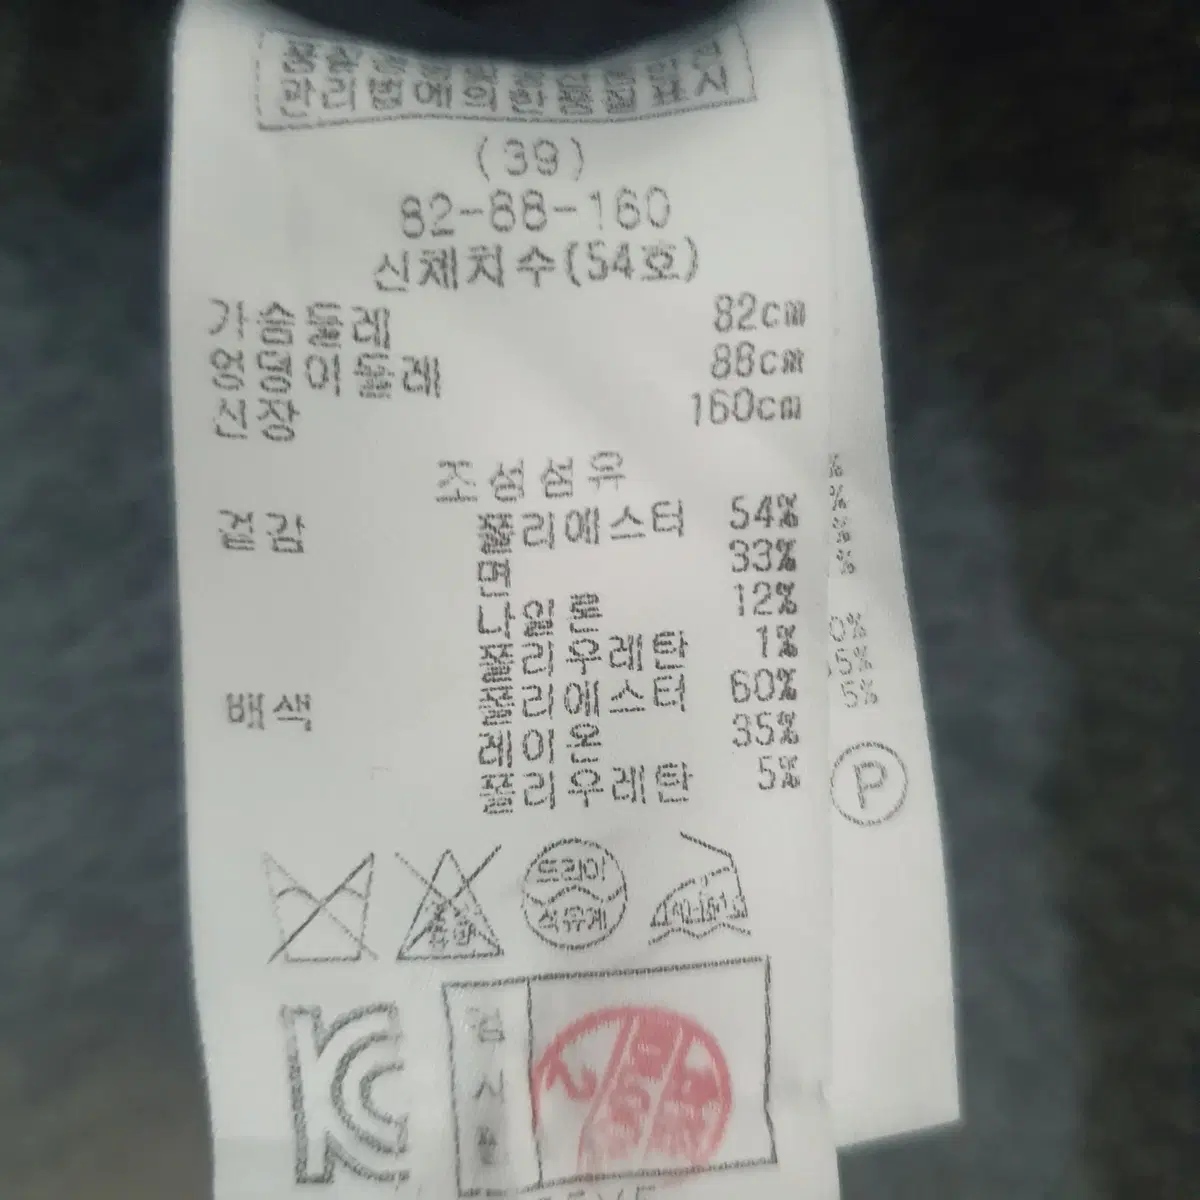 관리법에의한품질표시
(39)
82-88-160
신체치수(54호)
가슴둘레 82cm
엉덩이둘레 88cm
신장 160cm
조성섬유
겉감 폴리에스터 54%
면 33%
나일론 12%
폴리우레탄 1%
배색 폴리에스터 60%
레이온 35%
폴리우레탄 5%
%
%
%
%
0%
5%
5%
P
드라이
석유계
검
사
필